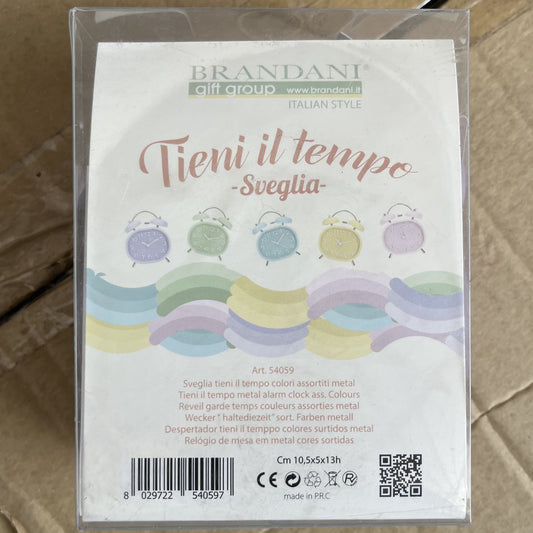 BRANDANI®
gift group www.brandani.it
ITALIAN STYLE
Tieni il tempo
-Sveglia-
Art. 54059
Sveglia tieni il tempo colori assortiti metal
Tieni il tempo metal alarm clock ass. Colours
Réveil garde temps couleurs assorties metal
Wecker " haltediezeit" sort. Farben metall
Despertador tieni il temppo colores surtidos metal
Relógio de mesa em metal cores sortidas
Cm 10,5x5x13h
CE
made in P.R.C
8 029722 540597